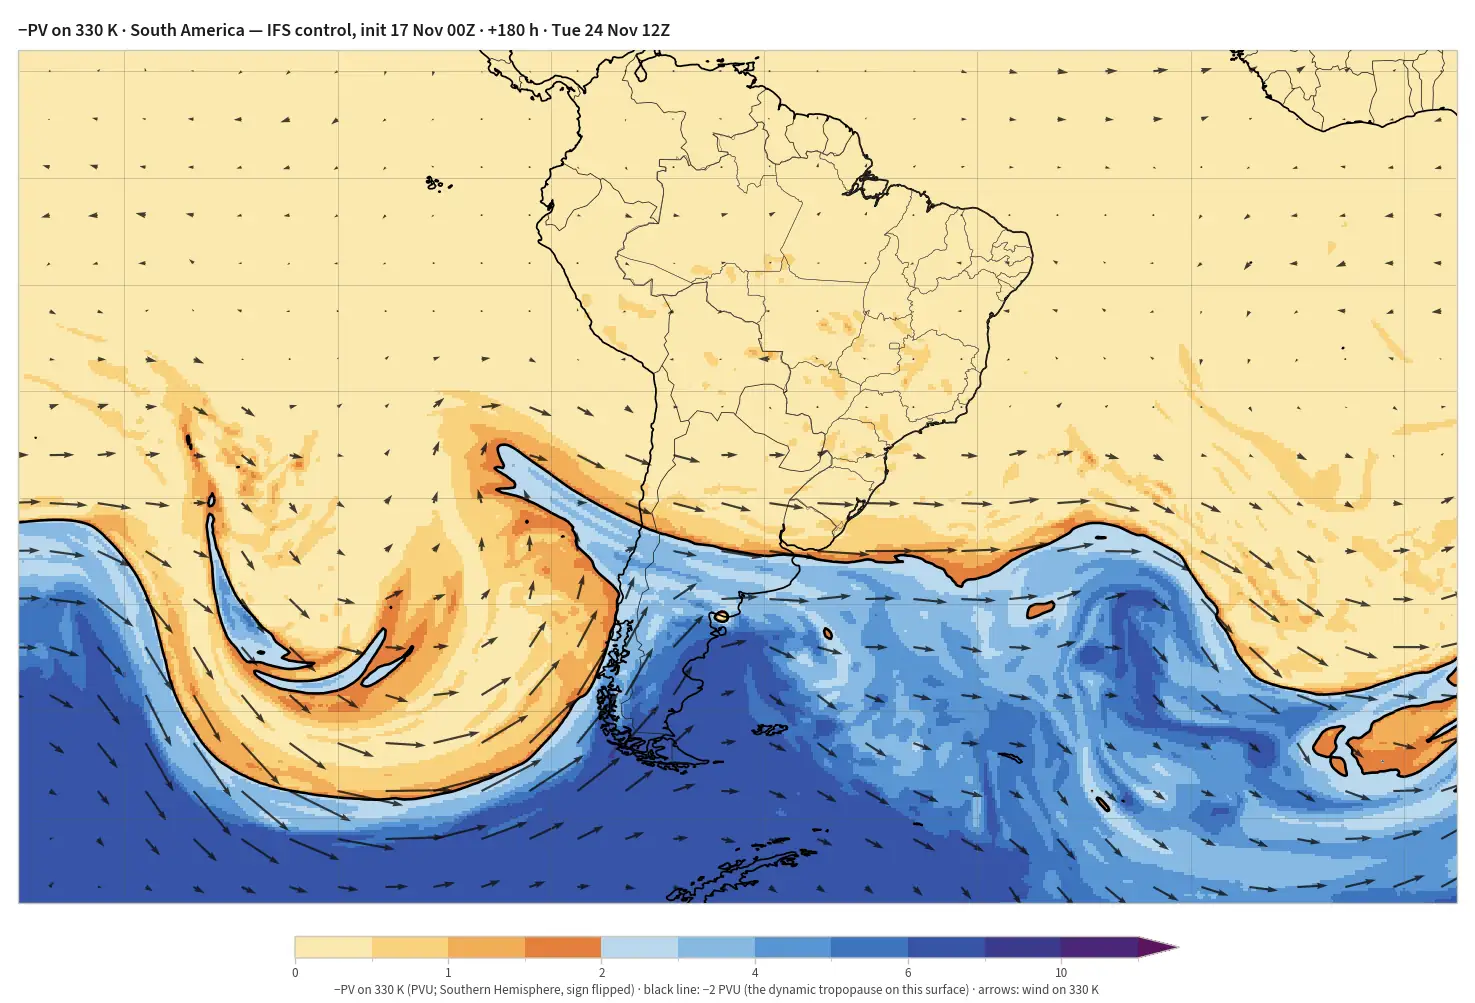 −PV on 330 K · South America — IFS control, init 17 Nov 00Z · +180 h · Tue 24 Nov 12Z
0 1 2 4 6 10
−PV on 330 K (PVU; Southern Hemisphere, sign flipped) · black line: −2 PVU (the dynamic tropopause on this surface) · arrows: wind on 330 K